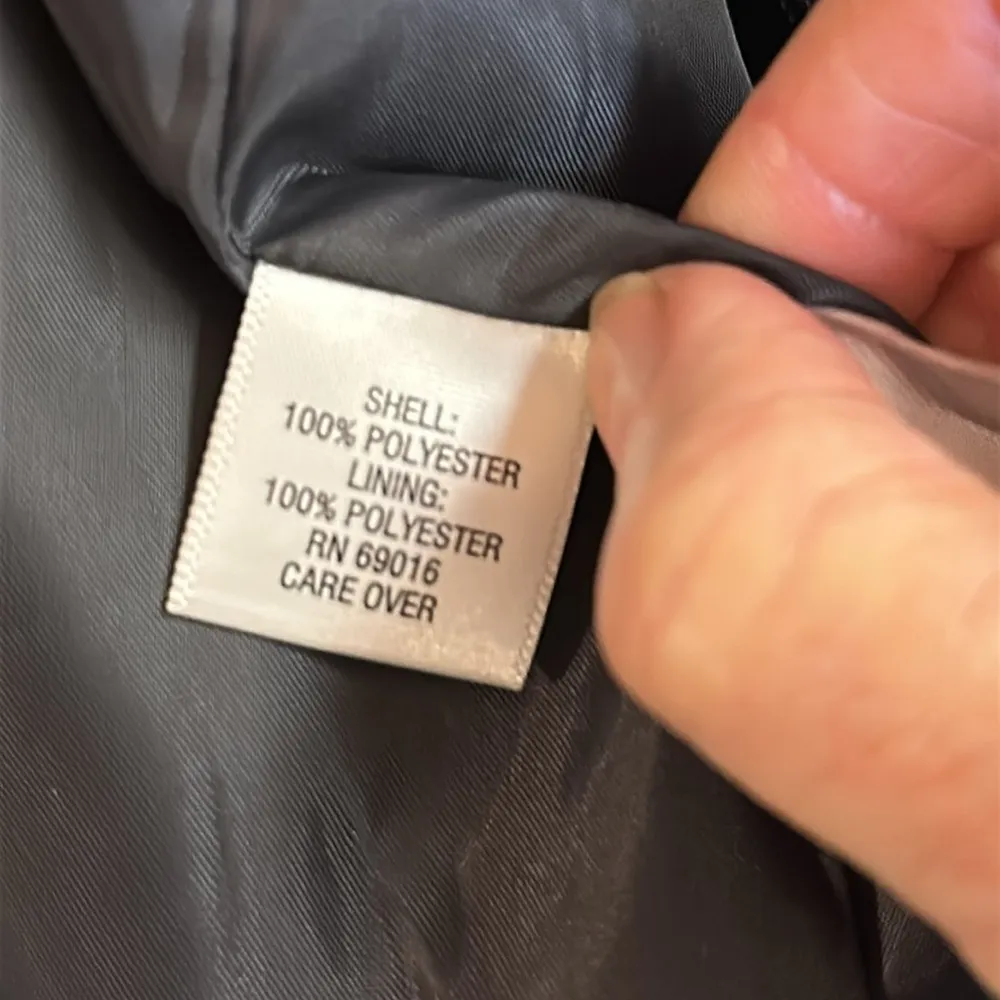 SHELL:
100% POLYESTER
LINING:
100% POLYESTER
RN 69016
CARE OVER